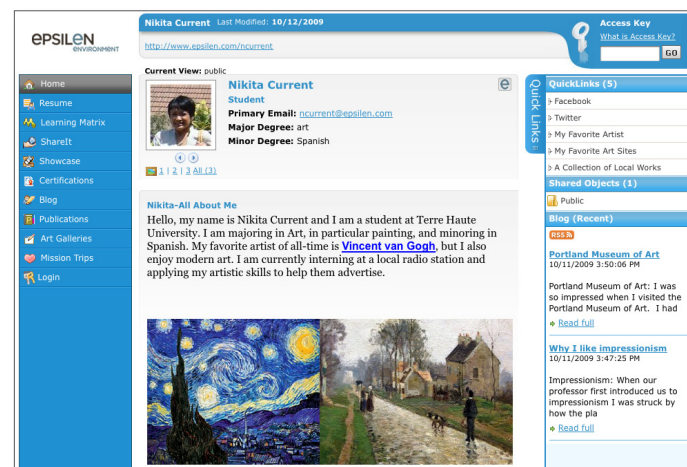 EPSILEN
ENVIRONMENT
Nikita Current Last Modified: 10/12/2009
http://www.epsilen.com/ncurrent
Access Key
What is Access Key?
GO
Current View: public
Home
Resume
Learning Matrix
ShareIt
Showcase
Certifications
Blog
Publications
Art Galleries
Mission Trips
Login
Nikita Current
Student
Primary Email: ncurrent@epsilen.com
Major Degree: art
Minor Degree: Spanish
1 | 2 | 3 All (3)
e
Nikita-All About Me
Hello, my name is Nikita Current and I am a student at Terre Haute
University. I am majoring in Art, in particular painting, and minoring in
Spanish. My favorite artist of all-time is Vincent van Gogh, but I also
enjoy modern art. I am currently interning at a local radio station and
applying my artistic skills to help them advertise.
Quick Links
QuickLinks (5)
Facebook
Twitter
My Favorite Artist
My Favorite Art Sites
A Collection of Local Works
Shared Objects (1)
Public
Blog (Recent)
RSS
Portland Museum of Art
10/11/2009 3:50:06 PM
Portland Museum of Art: I was
so impressed when I visited the
Portland Museum of Art. I had
Read full
Why I like impressionism
10/11/2009 3:47:25 PM
Impressionism: When our
professor first introduced us to
impressionism I was struck by
how the pla
Read full